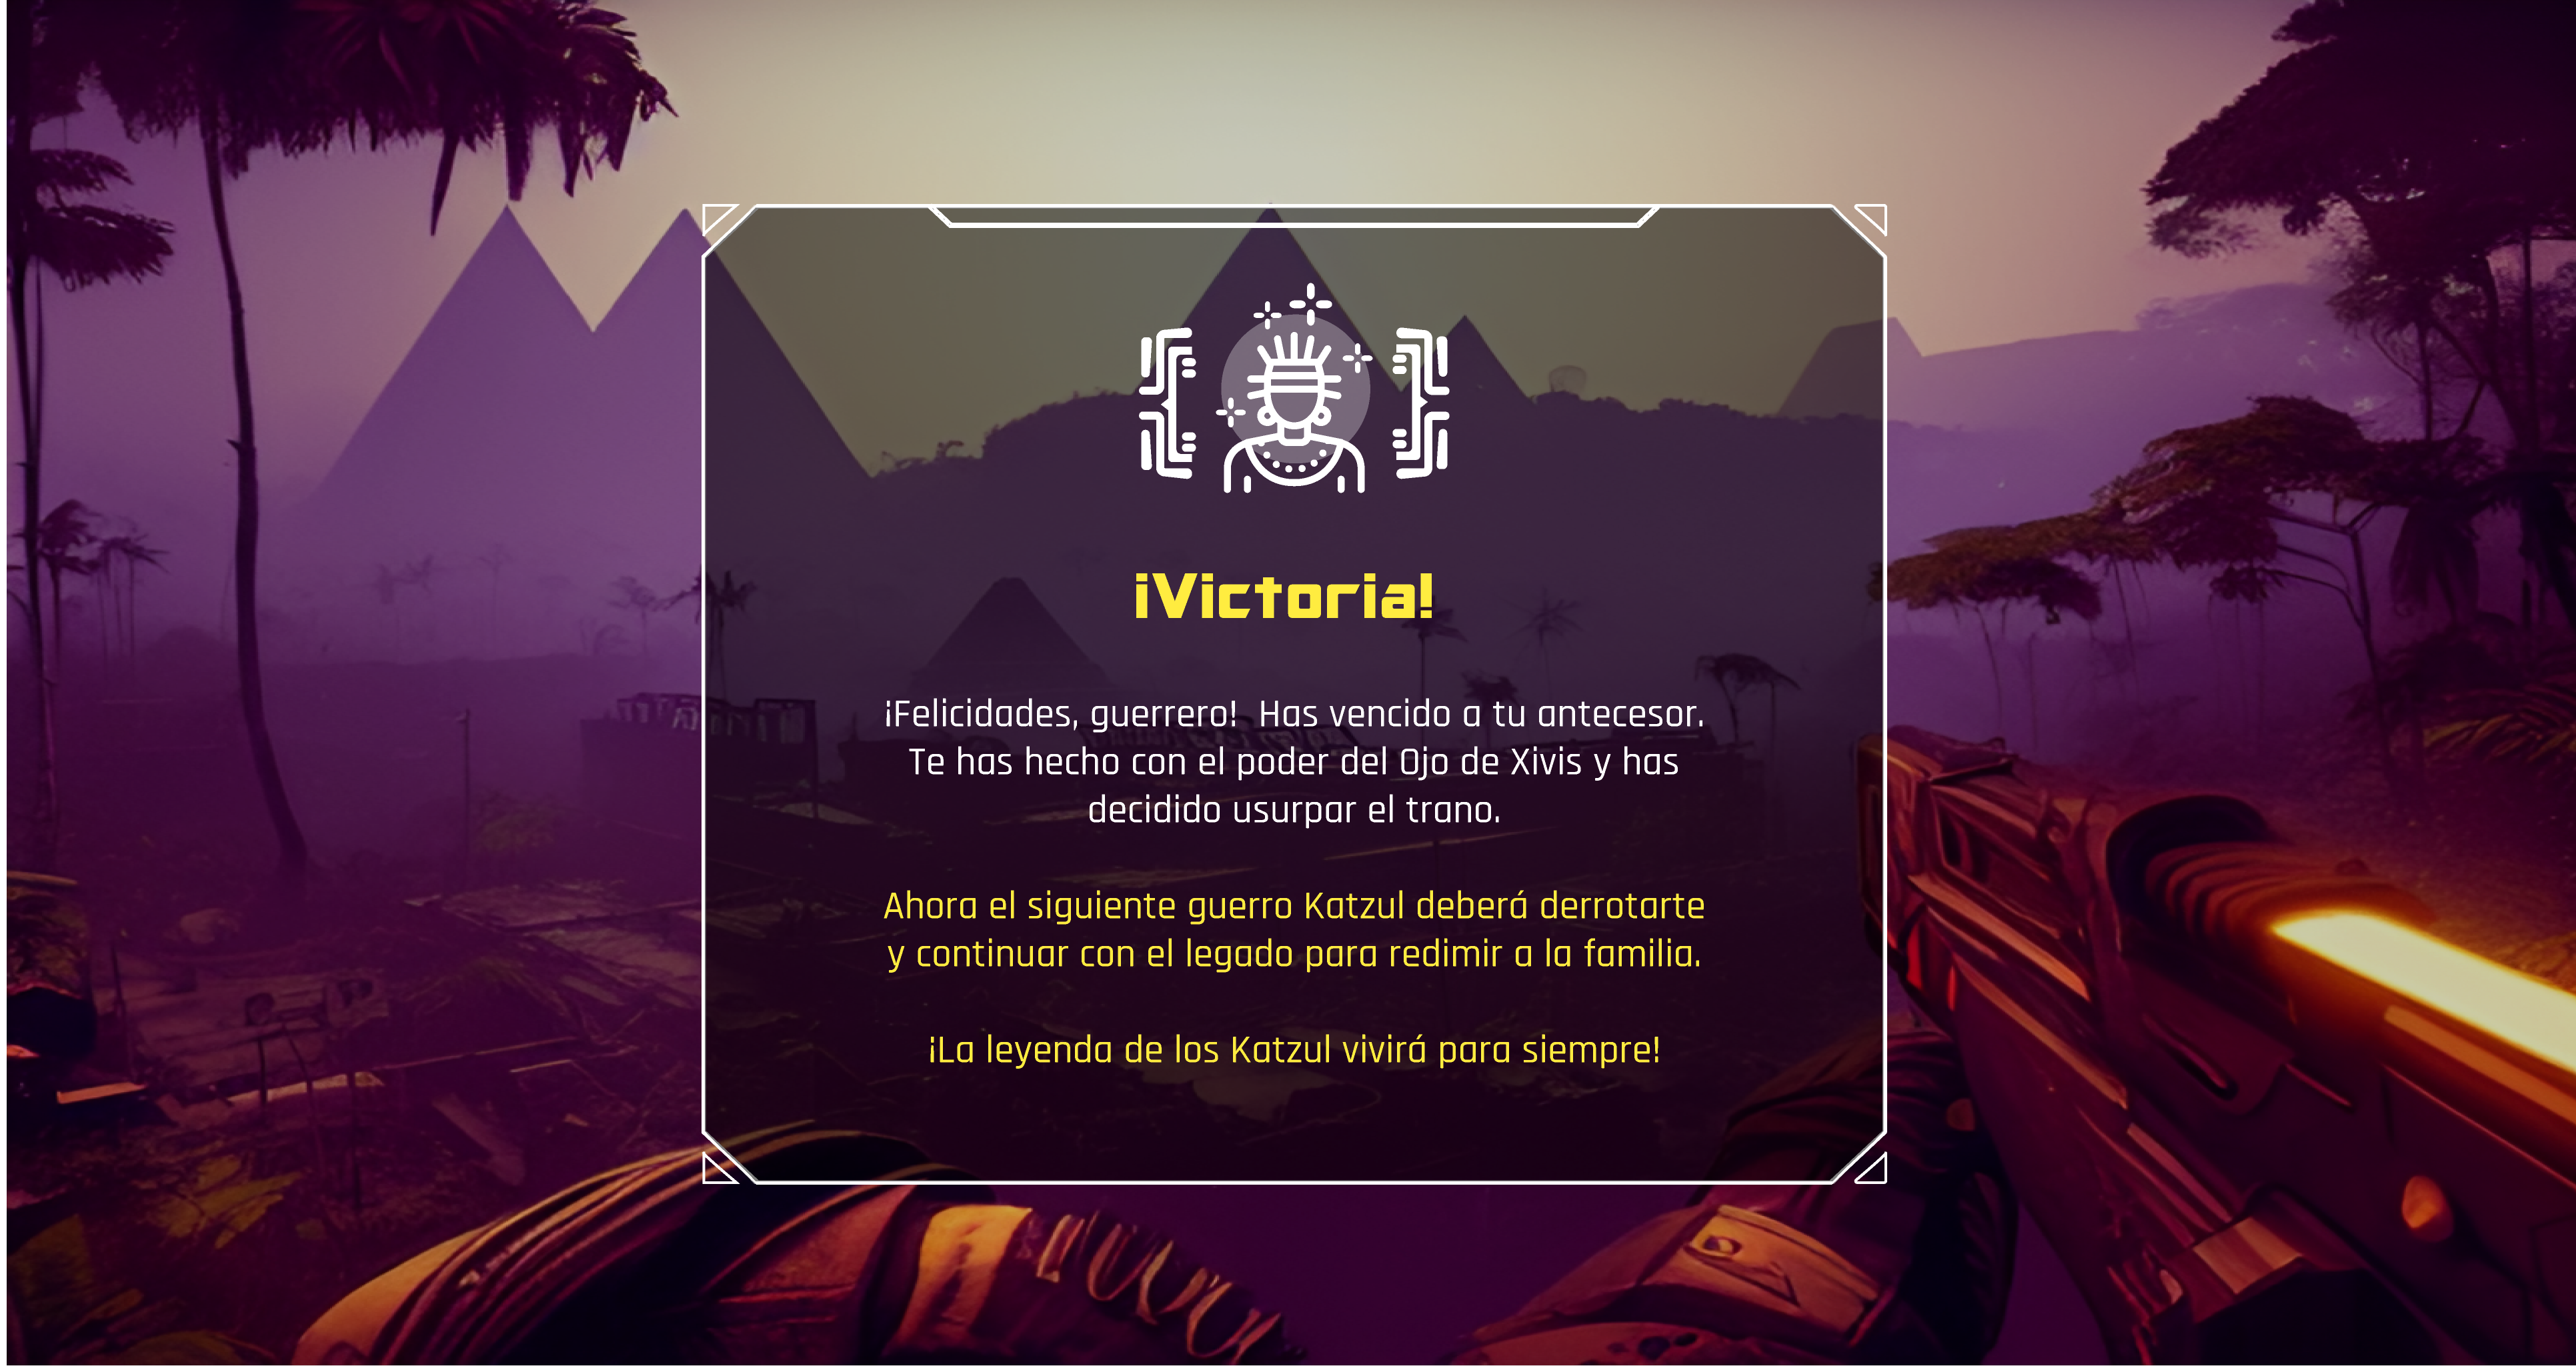 ¡Victoria!
¡Felicidades, guerrero!  Has vencido a tu antecesor.
Te has hecho con el poder del Ojo de Xivis y has
decidido usurpar el trano.
Ahora el siguiente guerro Katzul deberá derrotarte
y continuar con el legado para redimir a la familia.
¡La leyenda de los Katzul vivirá para siempre!